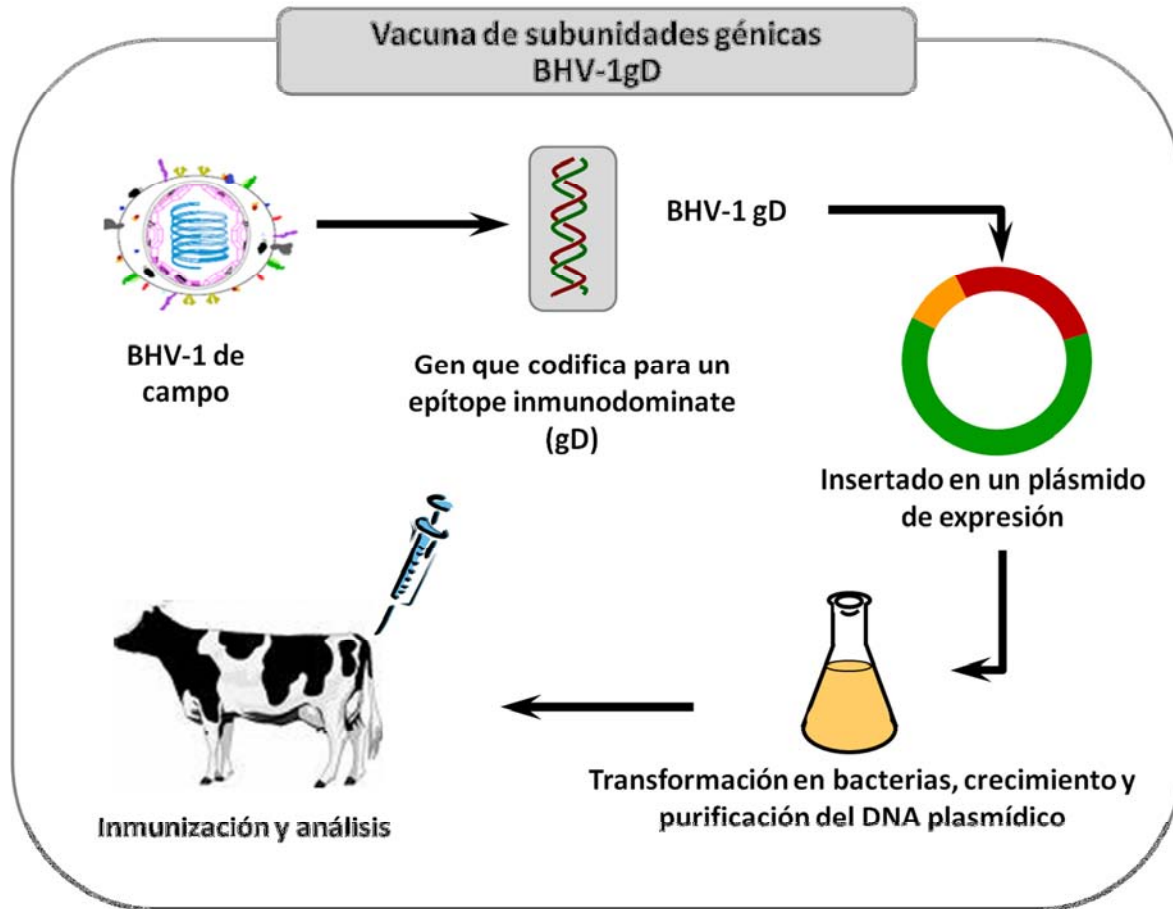 Vacuna de subunidades génicas
BHV-1gD
BHV-1 de
campo
Gen que codifica para un
epítope inmunodominate
(gD)
BHV-1 gD
Insertado en un plásmido
de expresión
Transformación en bacterias, crecimiento y
purificación del DNA plasmídico
Inmunización y análisis